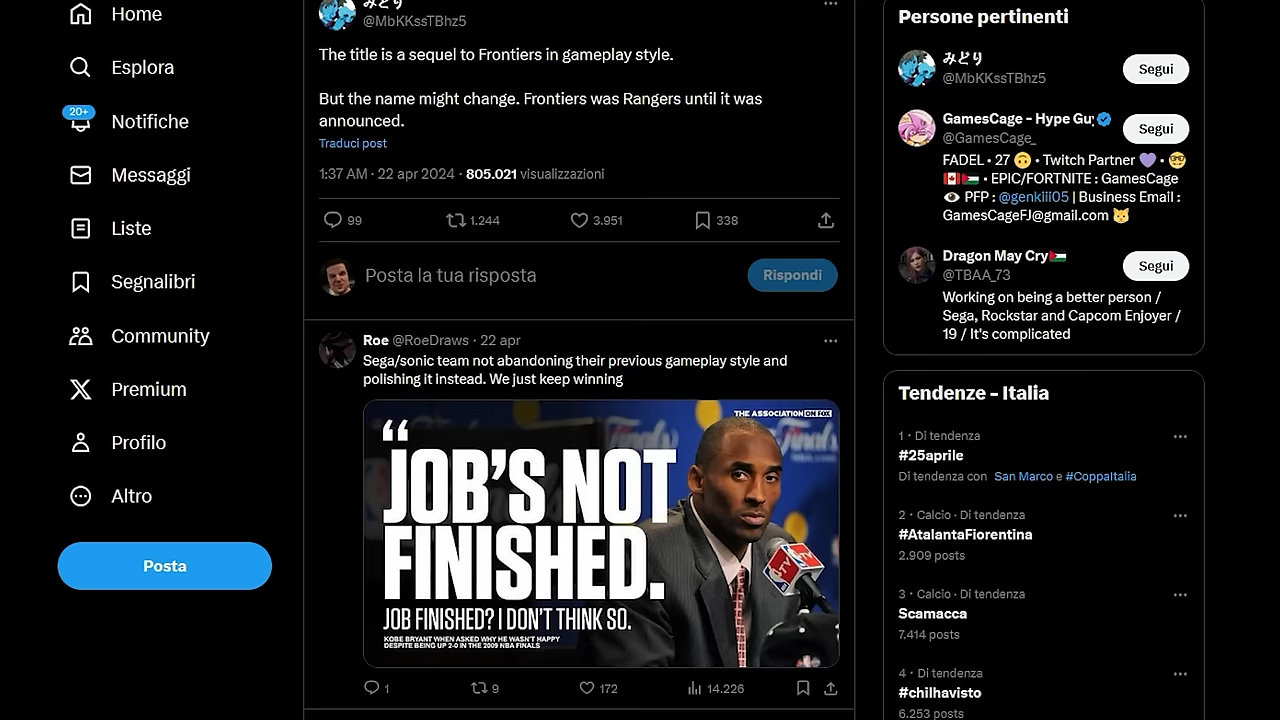 Home
Esplora
20+
Notifiche
Messaggi
Liste
Segnalibri
Community
Premium
Profilo
Altro
Posta
みどり
@MbKKssTBhz5
The title is a sequel to Frontiers in gameplay style.
But the name might change. Frontiers was Rangers until it was
announced.
Traduci post
1:37 AM · 22 apr 2024 · 805.021 visualizzazioni
99
1.244
3.951
338
Posta la tua risposta
Rispondi
Roe @RoeDraws · 22 apr
Sega/sonic team not abandoning their previous gameplay style and
polishing it instead. We just keep winning
THE ASSOCIATION ON FOX
Finals
“
JOB'S NOT
FINISHED.
JOB FINISHED? I DON'T THINK SO.
KOBE BRYANT WHEN ASKED WHY HE WASN'T HAPPY
DESPITE BEING UP 2-0 IN THE 2009 NBA FINALS
1
9
172
14.226
Persone pertinenti
みどり
@MbKKssTBhz5
Segui
GamesCage - Hype Gu
@GamesCage_
Segui
FADEL • 27 🙃 • Twitch Partner 💜 • 🤓
🇨🇦🇵🇸 • EPIC/FORTNITE : GamesCage
👁️ PFP : @genkiii05 | Business Email :
GamesCageFJ@gmail.com 🐱
Dragon May Cry🇵🇸
@TBAA_73
Segui
Working on being a better person /
Sega, Rockstar and Capcom Enjoyer /
19 / It's complicated
Tendenze - Italia
1 · Di tendenza
#25aprile
Di tendenza con San Marco e #CoppaItalia
2 · Calcio · Di tendenza
#AtalantaFiorentina
2.909 posts
3 · Calcio · Di tendenza
Scamacca
7.414 posts
4 · Di tendenza
#chilhavisto
6.253 posts